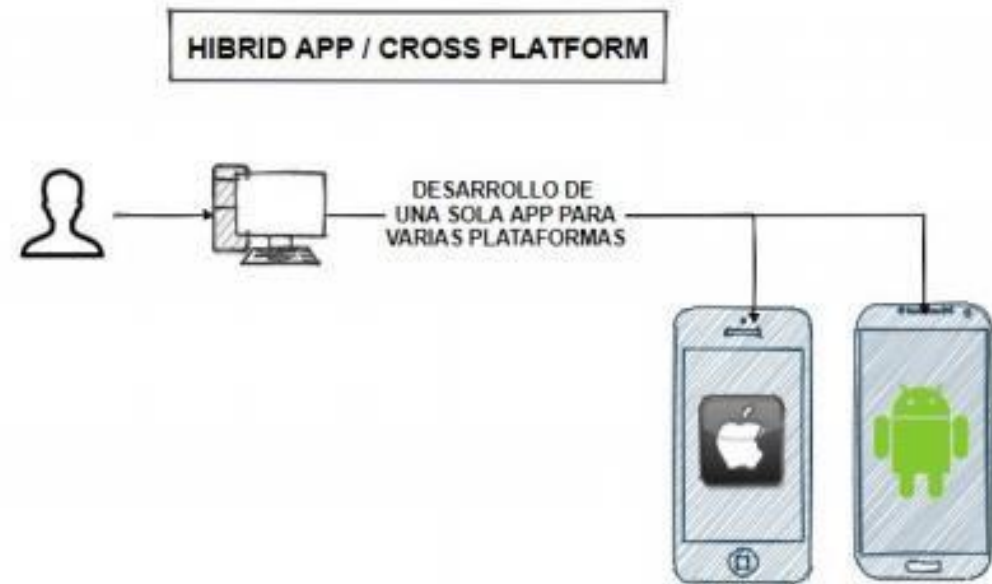 HIBRID APP / CROSS PLATFORM
DESARROLLO DE
UNA SOLA APP PARA
VARIAS PLATAFORMAS